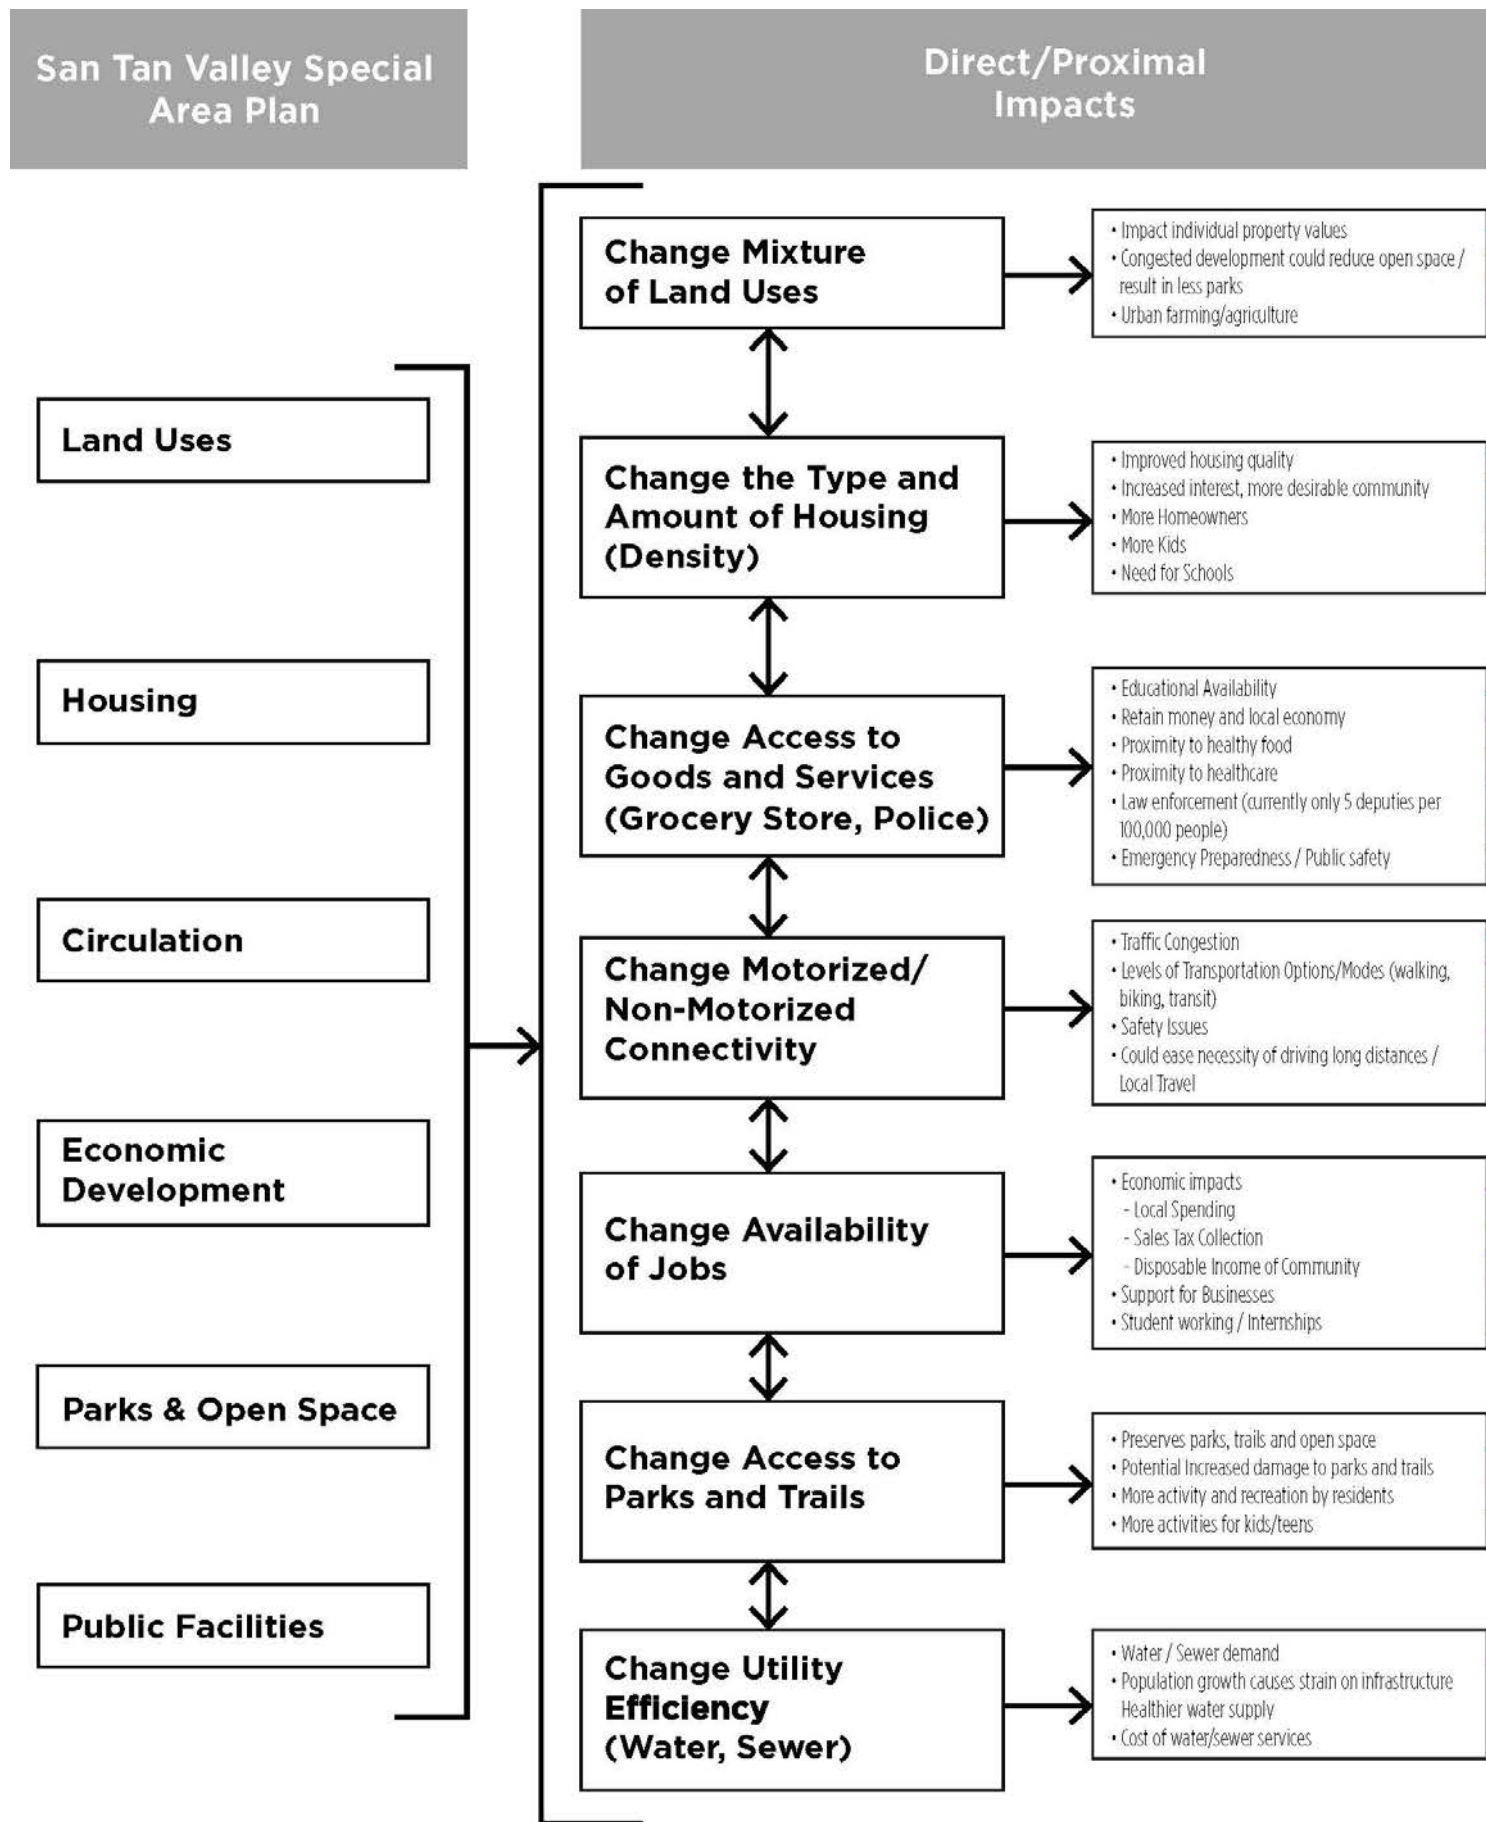 San Tan Valley Special
Area Plan
Direct/Proximal
Impacts
Land Uses
Housing
Circulation
Economic
Development
Parks & Open Space
Public Facilities
Change Mixture
of Land Uses
• Impact individual property values
• Congested development could reduce open space /
result in less parks
• Urban farming/agriculture
Change the Type and
Amount of Housing
(Density)
• Improved housing quality
• Increased interest, more desirable community
• More Homeowners
• More Kids
• Need for Schools
Change Access to
Goods and Services
(Grocery Store, Police)
• Educational Availability
• Retain money and local economy
• Proximity to healthy food
• Proximity to healthcare
• Law enforcement (currently only 5 deputies per
100,000 people)
• Emergency Preparedness / Public safety
Change Motorized/
Non-Motorized
Connectivity
• Traffic Congestion
• Levels of Transportation Options/Modes (walking,
biking, transit)
• Safety Issues
• Could ease necessity of driving long distances /
Local Travel
Change Availability
of Jobs
• Economic impacts
- Local Spending
- Sales Tax Collection
- Disposable Income of Community
• Support for Businesses
• Student working / Internships
Change Access to
Parks and Trails
• Preserves parks, trails and open space
• Potential Increased damage to parks and trails
• More activity and recreation by residents
• More activities for kids/teens
Change Utility
Efficiency
(Water, Sewer)
• Water / Sewer demand
• Population growth causes strain on infrastructure
Healthier water supply
• Cost of water/sewer services